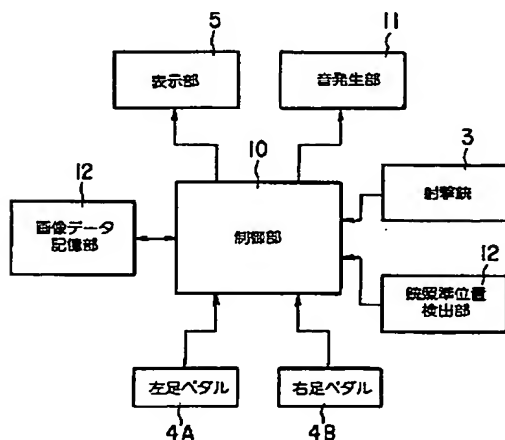 5
表示部
11
音発生部
10
制御部
12
画像データ
記憶部
3
射撃銃
12
銃照準位置
検出部
左足ペダル
4A
右足ペダル
4B